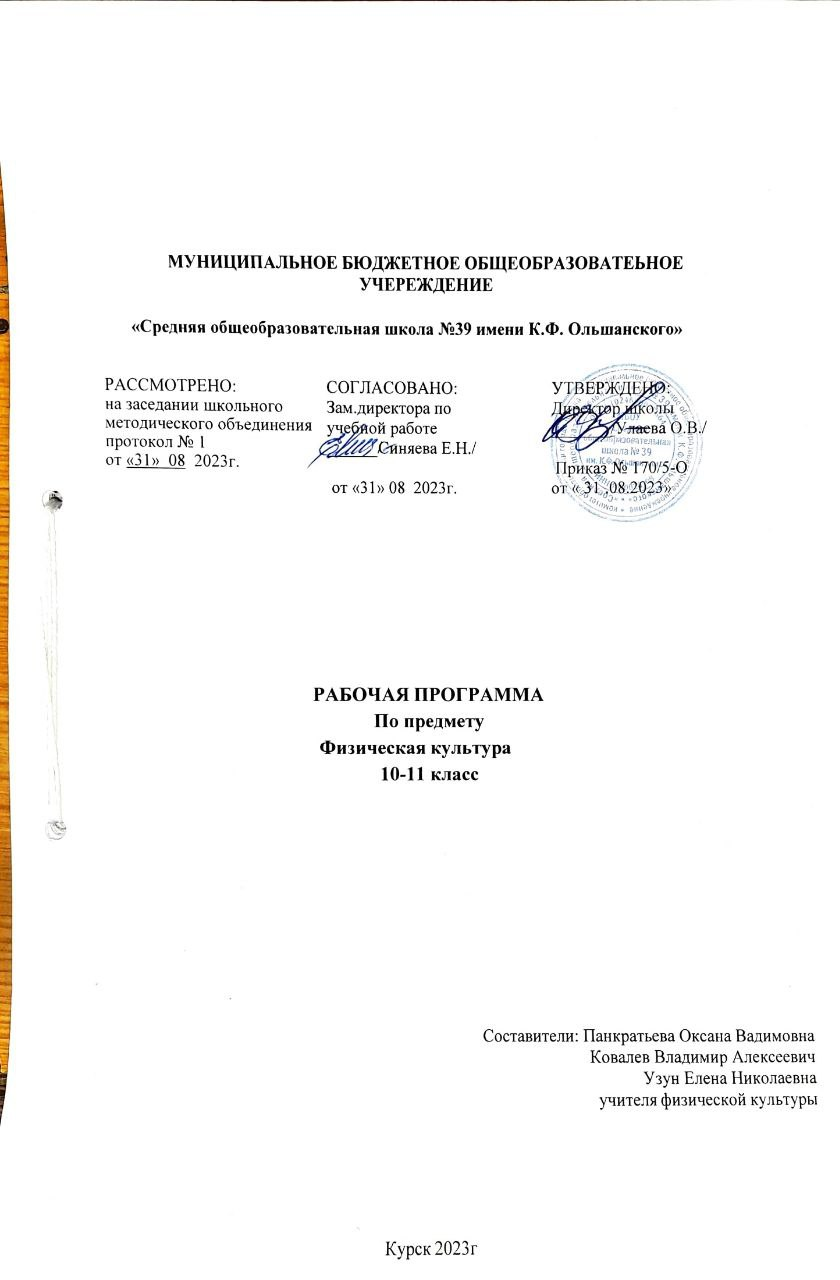 МУНИЦИПАЛЬНОЕ БЮДЖЕТНОЕ ОБЩЕОБРАЗОВАТЕЬНОЕ
УЧЕРЕЖДЕНИЕ
«Средняя общеобразовательная школа №39 имени К.Ф. Ольшанского»
РАССМОТРЕНО:
на заседании школьного
методического объединения
протокол № 1
от «31» 08 2023г.
СОГЛАСОВАНО:
Зам.директора по
учебной работе
Синяева Е.Н./
от «31» 08 2023г.
УТВЕРЖДЕНО:
Директор школы
/Улаева О.В./
Приказ № 170/5-О
от « 31 .08.2023»
школа № 39
РАБОЧАЯ ПРОГРАММА
По предмету
Физическая культура
10-11 класс
Составители: Панкратьева Оксана Вадимовна
Ковалев Владимир Алексеевич
Узун Елена Николаевна
учителя физической культуры
Курск 2023г